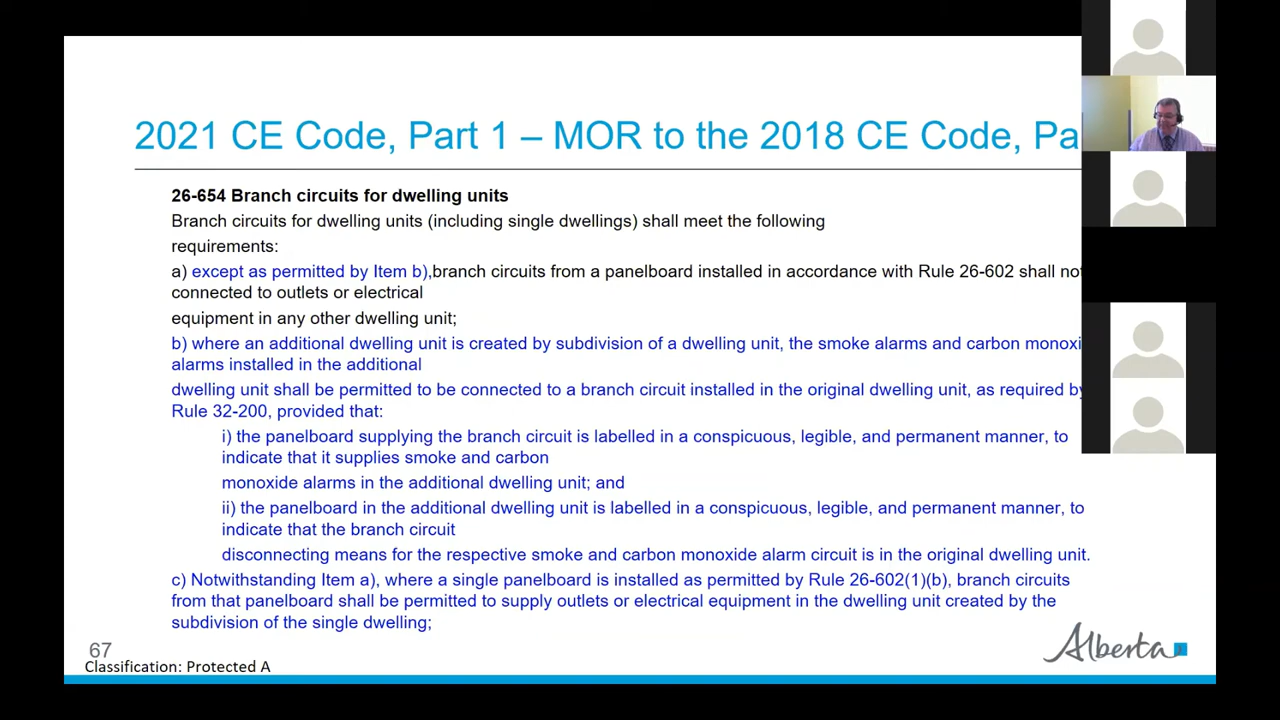 2021 CE Code, Part 1 – MOR to the 2018 CE Code, Pa
26-654 Branch circuits for dwelling units
Branch circuits for dwelling units (including single dwellings) shall meet the following
requirements:
a) except as permitted by Item b),branch circuits from a panelboard installed in accordance with Rule 26-602 shall not
connected to outlets or electrical
equipment in any other dwelling unit;
b) where an additional dwelling unit is created by subdivision of a dwelling unit, the smoke alarms and carbon monoxi
alarms installed in the additional
dwelling unit shall be permitted to be connected to a branch circuit installed in the original dwelling unit, as required by
Rule 32-200, provided that:
i) the panelboard supplying the branch circuit is labelled in a conspicuous, legible, and permanent manner, to
indicate that it supplies smoke and carbon
monoxide alarms in the additional dwelling unit; and
ii) the panelboard in the additional dwelling unit is labelled in a conspicuous, legible, and permanent manner, to
indicate that the branch circuit
disconnecting means for the respective smoke and carbon monoxide alarm circuit is in the original dwelling unit.
c) Notwithstanding Item a), where a single panelboard is installed as permitted by Rule 26-602(1)(b), branch circuits
from that panelboard shall be permitted to supply outlets or electrical equipment in the dwelling unit created by the
subdivision of the single dwelling;
67
Classification: Protected A
Alberta